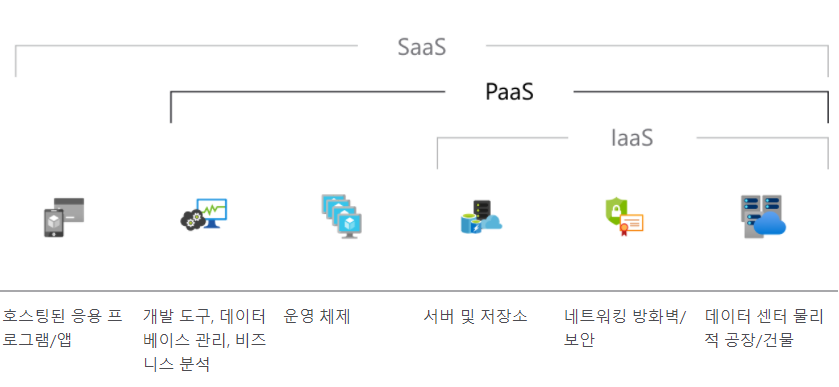 SaaS
PaaS
IaaS
호스팅된 응용 프
로그램/앱
개발 도구, 데이터
베이스 관리, 비즈
니스 분석
운영 체제
서버 및 저장소
네트워킹 방화벽/
보안
데이터 센터 물리
적 공장/건물